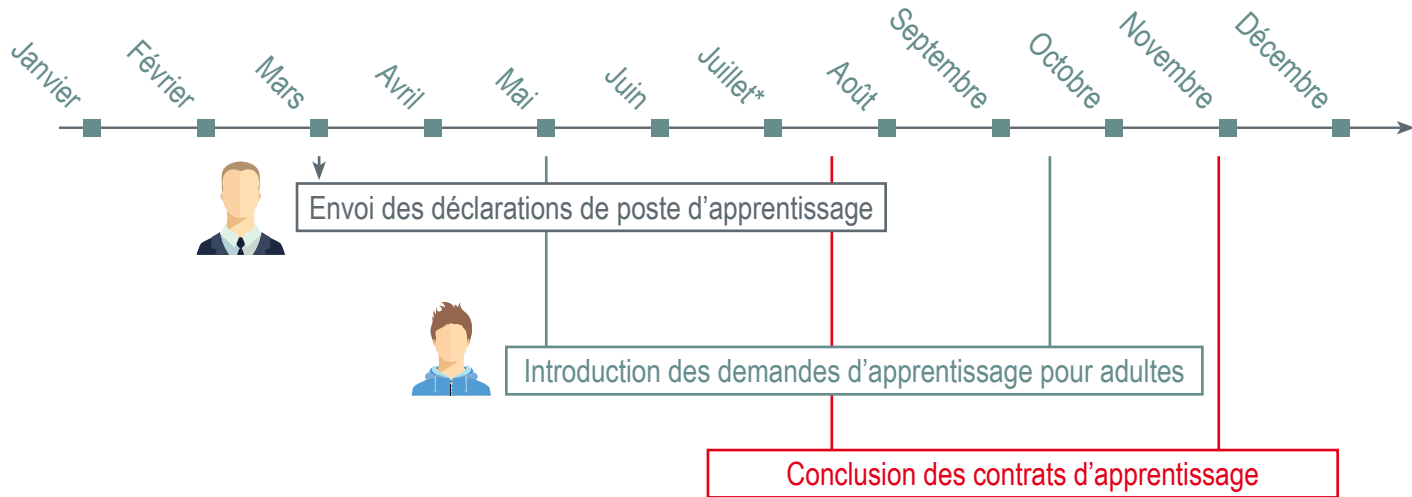 Janvier
Février
Mars
Avril
Mai
Juin
Juillet*
Août
Septembre
Octobre
Novembre
Décembre
Envoi des déclarations de poste d'apprentissage
Introduction des demandes d'apprentissage pour adultes
Conclusion des contrats d'apprentissage